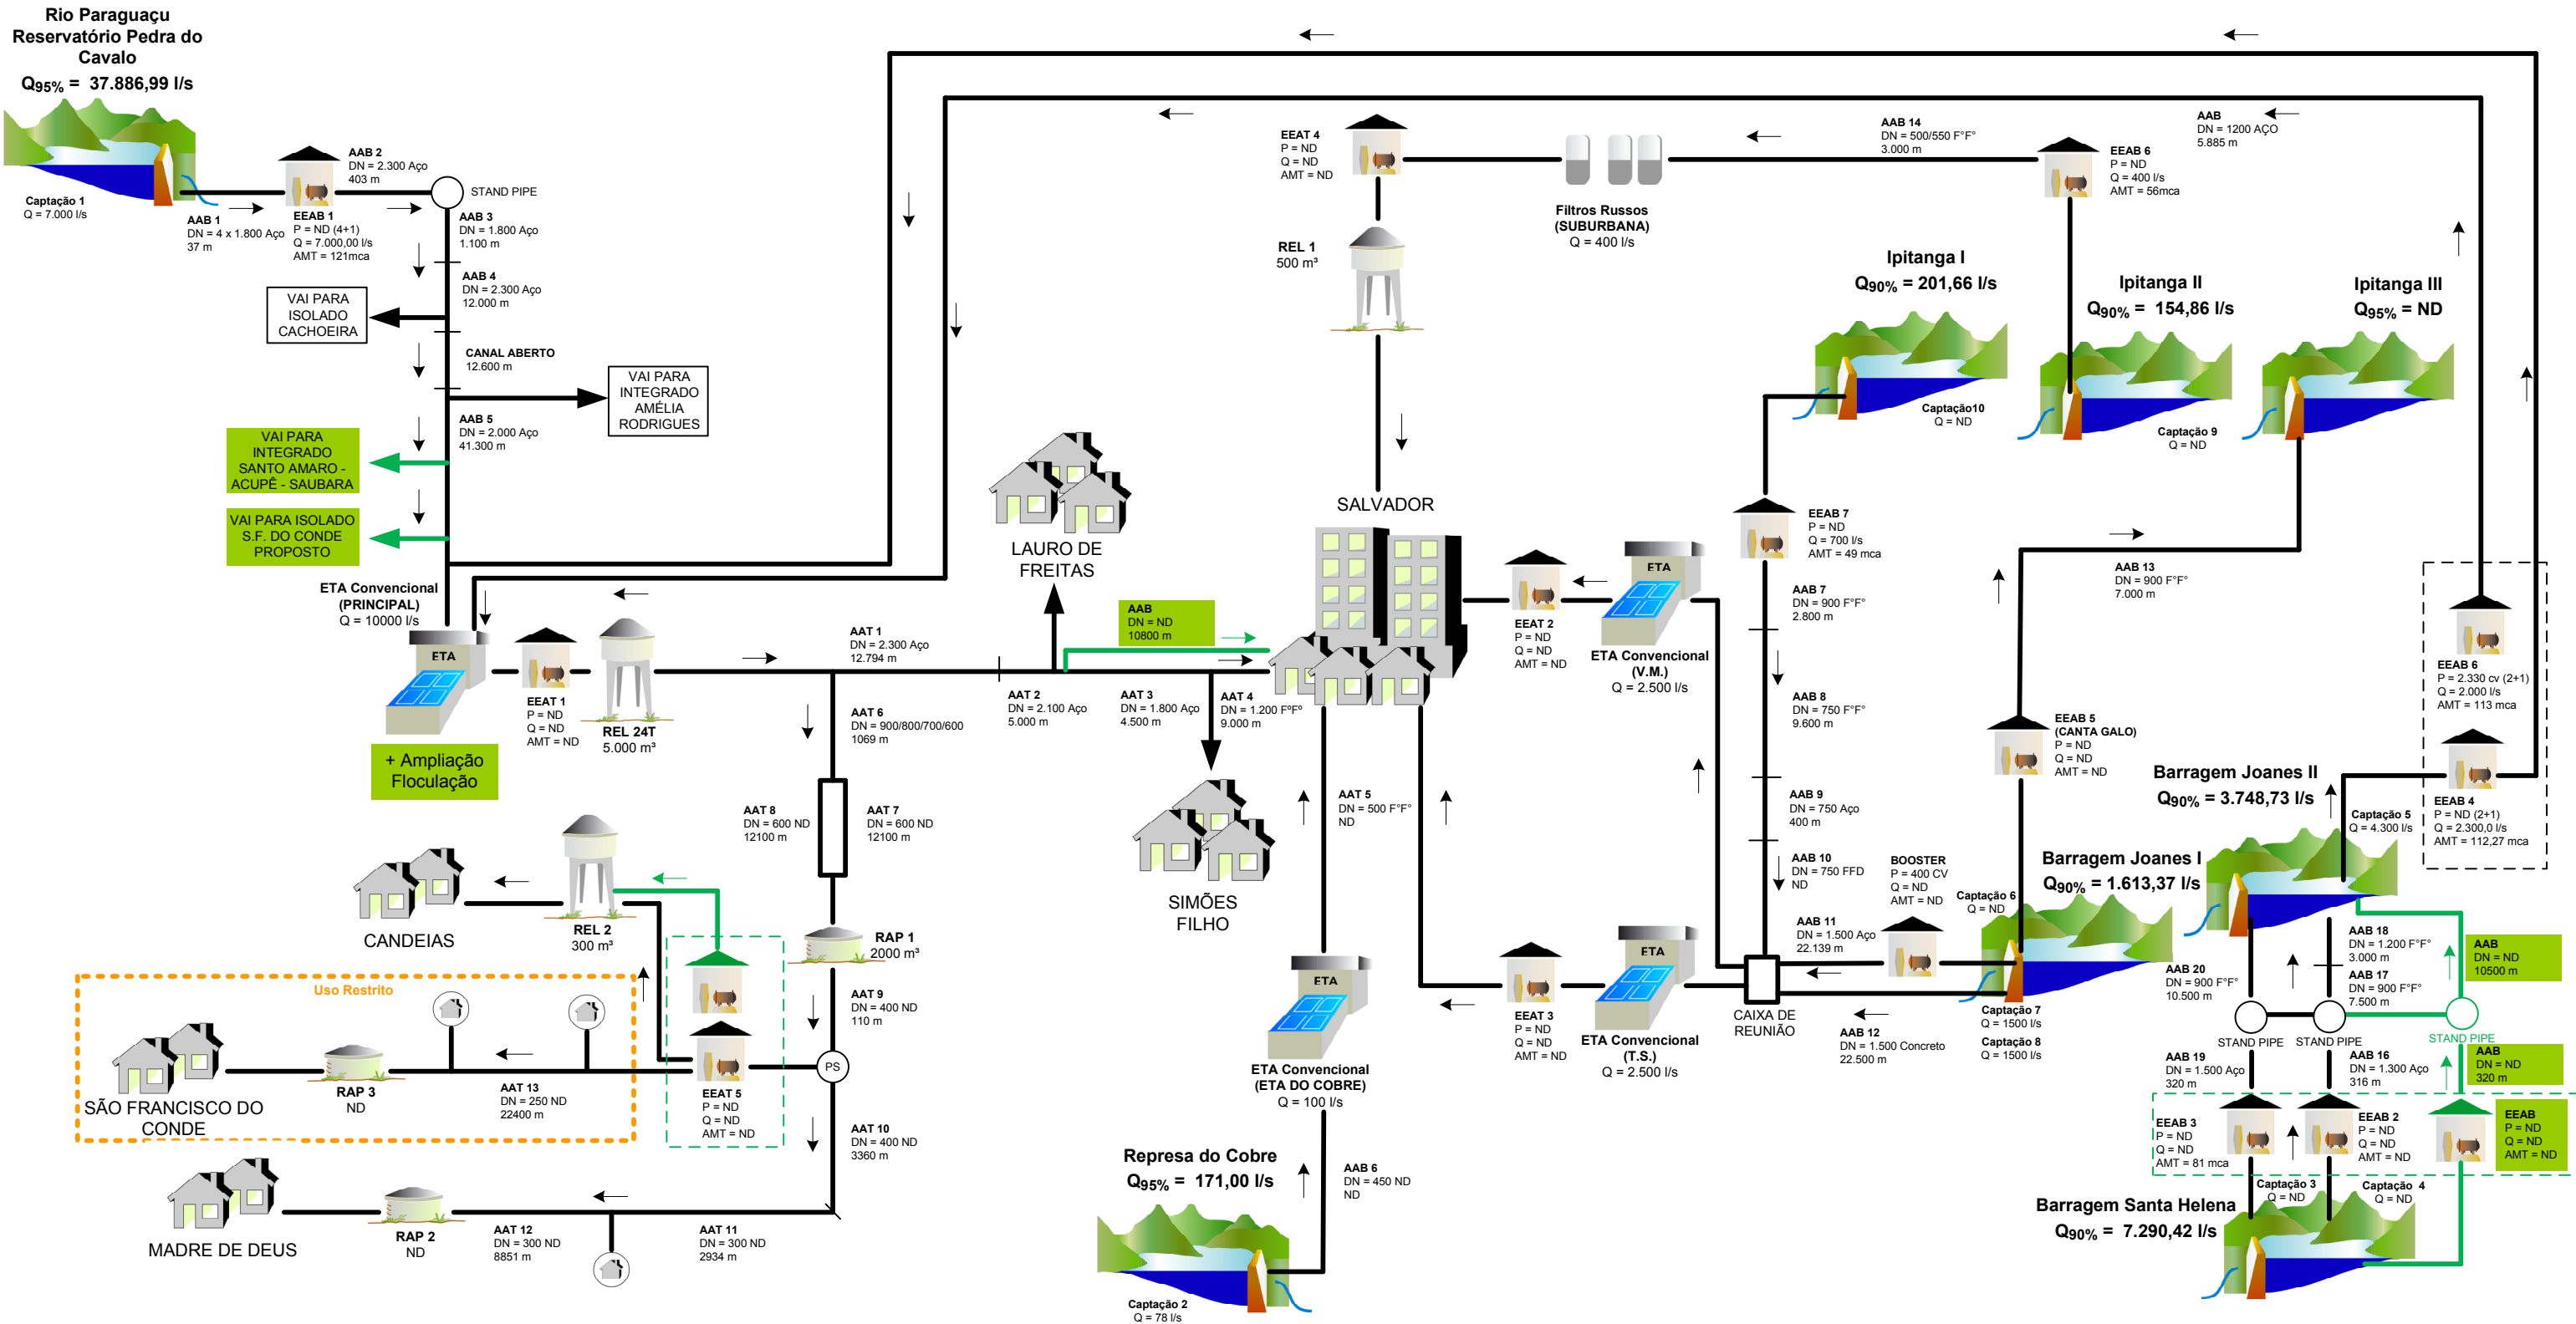 Rio Paraguaçu
Reservatório Pedra do
Cavalo
Q95% = 37.886,99 l/s
Captação 1
Q = 7.000 l/s
AAB 1
DN = 4 x 1.800 Aço
37 m
EEAB 1
P = ND (4+1)
Q = 7.000,00 l/s
AMT = 121mca
AAB 2
DN = 2.300 Aço
403 m
STAND PIPE
AAB 3
DN = 1.800 Aço
1.100 m
AAB 4
DN = 2.300 Aço
12.000 m
VAI PARA
ISOLADO
CACHOEIRA
CANAL ABERTO
12.600 m
VAI PARA
INTEGRADO
AMÉLIA
RODRIGUES
AAB 5
DN = 2.000 Aço
41.300 m
VAI PARA
INTEGRADO
SANTO AMARO -
ACUPÊ - SAUBARA
VAI PARA ISOLADO
S.F. DO CONDE
PROPOSTO
ETA Convencional
(PRINCIPAL)
Q = 10000 l/s
ETA
+ Ampliação
Floculação
EEAT 1
P = ND
Q = ND
AMT = ND
REL 24T
5.000 m³
AAT 1
DN = 2.300 Aço
12.794 m
AAT 6
DN = 900/800/700/600
1069 m
AAT 8
DN = 600 ND
12100 m
AAT 7
DN = 600 ND
12100 m
RAP 1
2000 m³
AAT 9
DN = 400 ND
110 m
PS
AAT 10
DN = 400 ND
3360 m
REL 2
300 m³
CANDEIAS
Uso Restrito
SÃO FRANCISCO DO
CONDE
RAP 3
ND
AAT 13
DN = 250 ND
22400 m
EEAT 5
P = ND
Q = ND
AMT = ND
MADRE DE DEUS
RAP 2
ND
AAT 12
DN = 300 ND
8851 m
AAT 11
DN = 300 ND
2934 m
LAURO DE
FREITAS
AAB
DN = ND
10800 m
AAT 2
DN = 2.100 Aço
5.000 m
AAT 3
DN = 1.800 Aço
4.500 m
AAT 4
DN = 1.200 FºFº
9.000 m
SIMÕES
FILHO
EEAT 4
P = ND
Q = ND
AMT = ND
REL 1
500 m³
SALVADOR
Filtros Russos
(SUBURBANA)
Q = 400 l/s
AAB 14
DN = 500/550 F°F°
3.000 m
EEAB 6
P = ND
Q = 400 l/s
AMT = 56mca
AAB
DN = 1200 AÇO
5.885 m
Ipitanga I
Q90% = 201,66 l/s
Captação10
Q = ND
Ipitanga II
Q90% = 154,86 l/s
Captação 9
Q = ND
Ipitanga III
Q95% = ND
EEAT 2
P = ND
Q = ND
AMT = ND
ETA
ETA Convencional
(V.M.)
Q = 2.500 l/s
EEAB 7
P = ND
Q = 700 l/s
AMT = 49 mca
AAB 7
DN = 900 F°F°
2.800 m
AAB 8
DN = 750 F°F°
9.600 m
AAB 9
DN = 750 Aço
400 m
AAB 10
DN = 750 FFD
ND
AAB 11
DN = 1.500 Aço
22.139 m
BOOSTER
P = 400 CV
Q = ND
AMT = ND
Captação 6
Q = ND
AAB 13
DN = 900 F°F°
7.000 m
EEAB 5
(CANTA GALO)
P = ND
Q = ND
AMT = ND
EEAB 6
P = 2.330 cv (2+1)
Q = 2.000 l/s
AMT = 113 mca
EEAB 4
P = ND (2+1)
Q = 2.300,0 l/s
AMT = 112,27 mca
Barragem Joanes II
Q90% = 3.748,73 l/s
Captação 5
Q = 4.300 l/s
Barragem Joanes I
Q90% = 1.613,37 l/s
AAT 5
DN = 500 F°F°
ND
ETA
ETA Convencional
(ETA DO COBRE)
Q = 100 l/s
EEAT 3
P = ND
Q = ND
AMT = ND
ETA
ETA Convencional
(T.S.)
Q = 2.500 l/s
CAIXA DE
REUNIÃO
AAB 12
DN = 1.500 Concreto
22.500 m
Captação 7
Q = 1500 l/s
Captação 8
Q = 1500 l/s
AAB 20
DN = 900 F°F°
10.500 m
AAB 18
DN = 1.200 F°F°
3.000 m
AAB 17
DN = 900 F°F°
7.500 m
AAB
DN = ND
10500 m
STAND PIPE
STAND PIPE
STAND PIPE
AAB 19
DN = 1.500 Aço
320 m
AAB 16
DN = 1.300 Aço
316 m
AAB
DN = ND
320 m
EEAB 3
P = ND
Q = ND
AMT = 81 mca
EEAB 2
P = ND
Q = ND
AMT = ND
EEAB
P = ND
Q = ND
AMT = ND
Captação 3
Q = ND
Captação 4
Q = ND
Barragem Santa Helena
Q90% = 7.290,42 l/s
Represa do Cobre
Q95% = 171,00 l/s
AAB 6
DN = 450 ND
ND
Captação 2
Q = 78 l/s